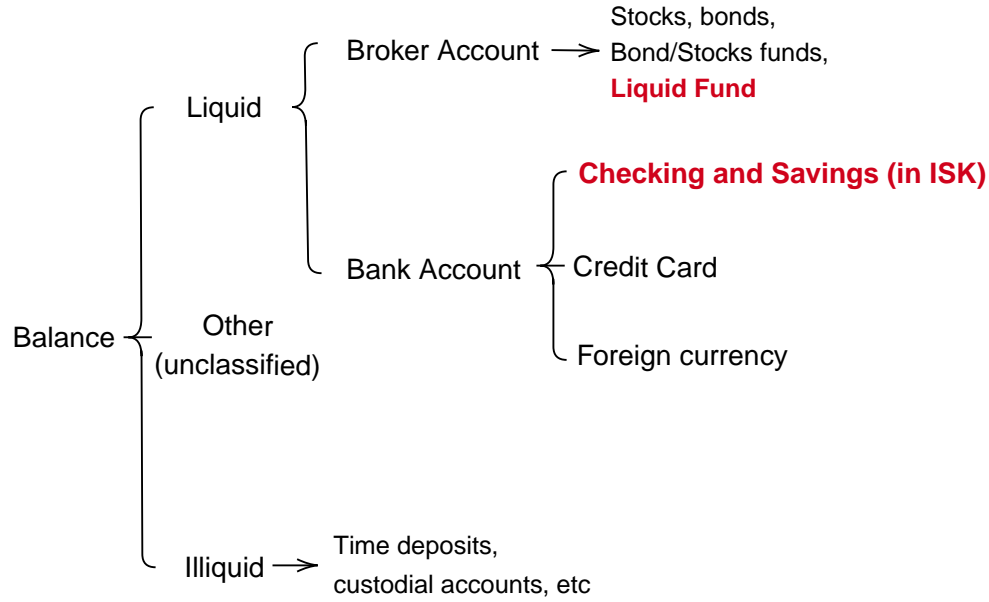 Balance
Liquid
Broker Account
Stocks, bonds,
Bond/Stocks funds,
Liquid Fund
Bank Account
Checking and Savings (in ISK)
Credit Card
Foreign currency
Other
(unclassified)
Illiquid
Time deposits,
custodial accounts, etc